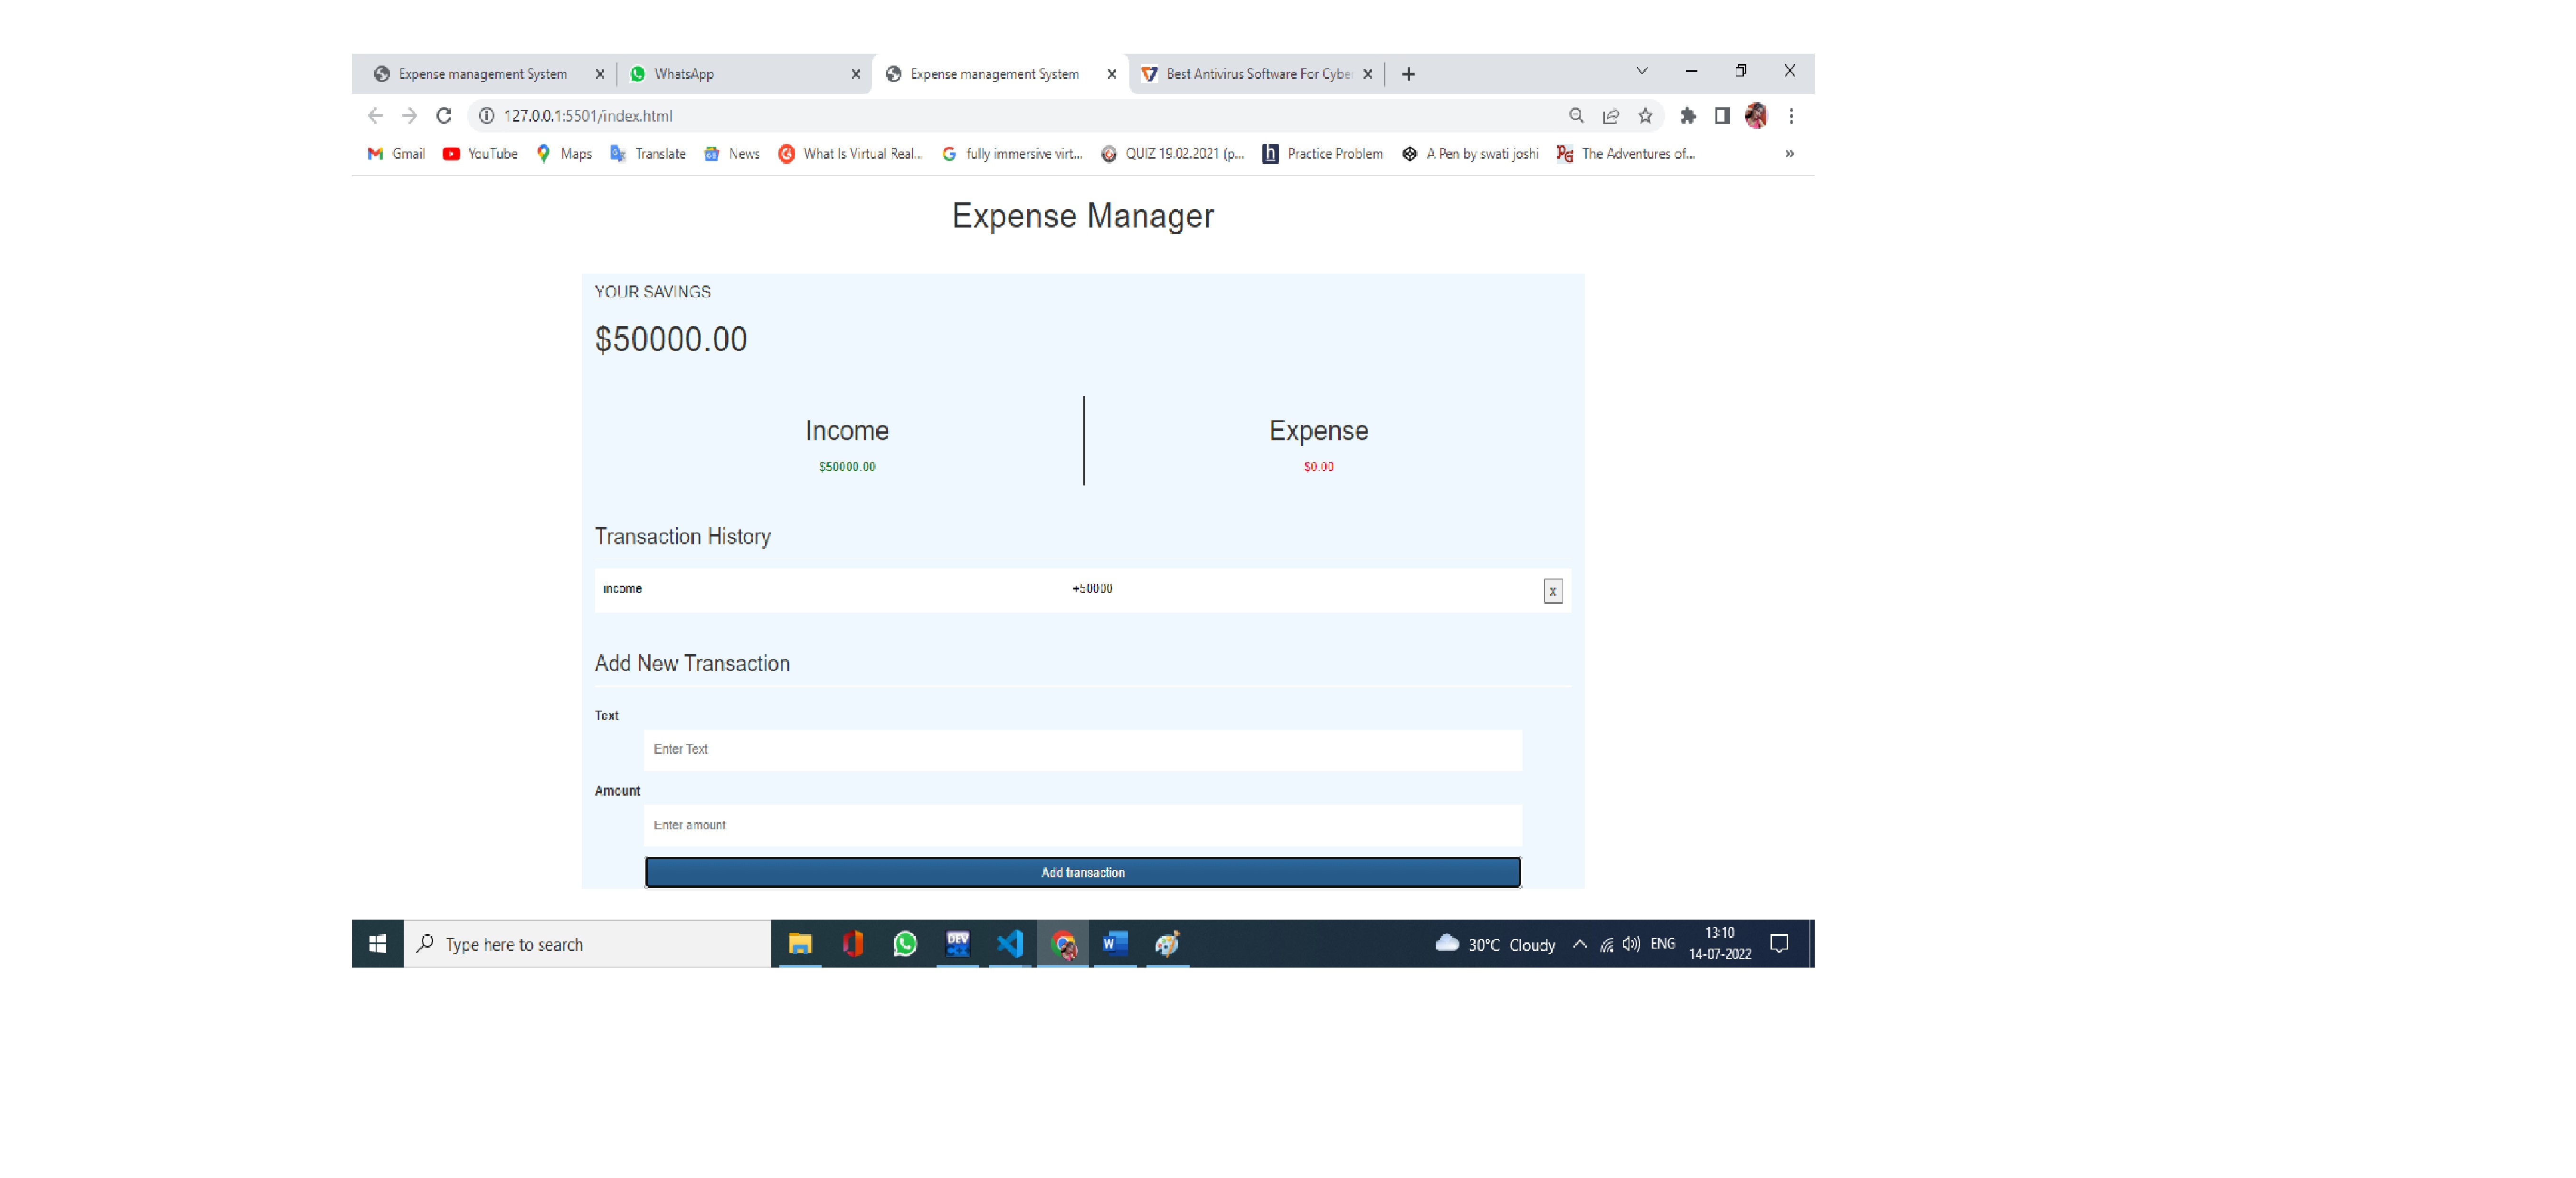 Expense management System
WhatsApp
Expense management System
Best Antivirus Software For Cybe
127.0.0.1:5501/index.html
Gmail YouTube Maps Translate News What Is Virtual Real... fully immersive virt... QUIZ 19.02.2021 (p... Practice Problem A Pen by swati joshi The Adventures of... »
Expense Manager
YOUR SAVINGS
$50000.00
Income Expense
$50000.00 $0.00
Transaction History
income +50000 x
Add New Transaction
Text
Enter Text
Amount
Enter amount
Add transaction
Type here to search
DEV
W
30°C Cloudy
ENG
13:10
14-07-2022